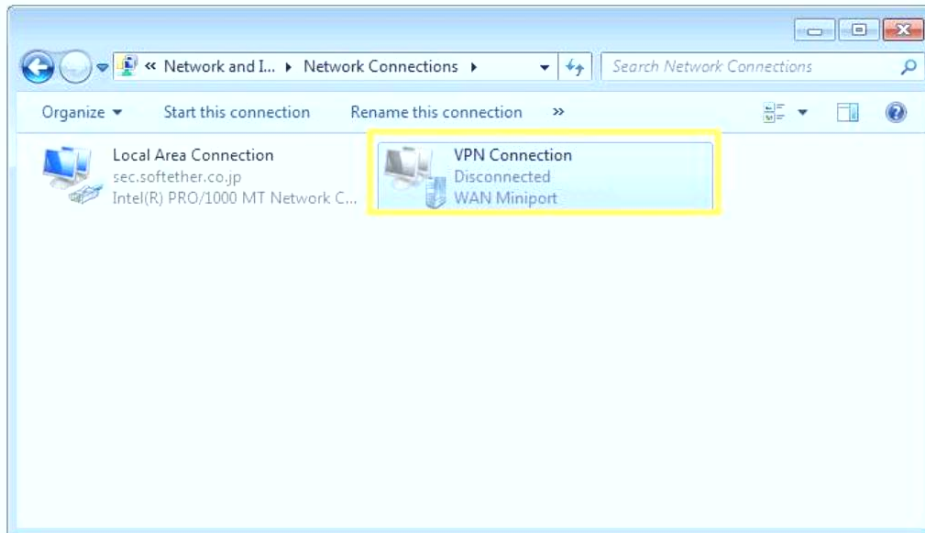 « Network and I... ▸ Network Connections ▸
Search Network Connections
Organize ▾ Start this connection Rename this connection »
Local Area Connection
sec.softether.co.jp
Intel(R) PRO/1000 MT Network C...
VPN Connection
Disconnected
WAN Miniport